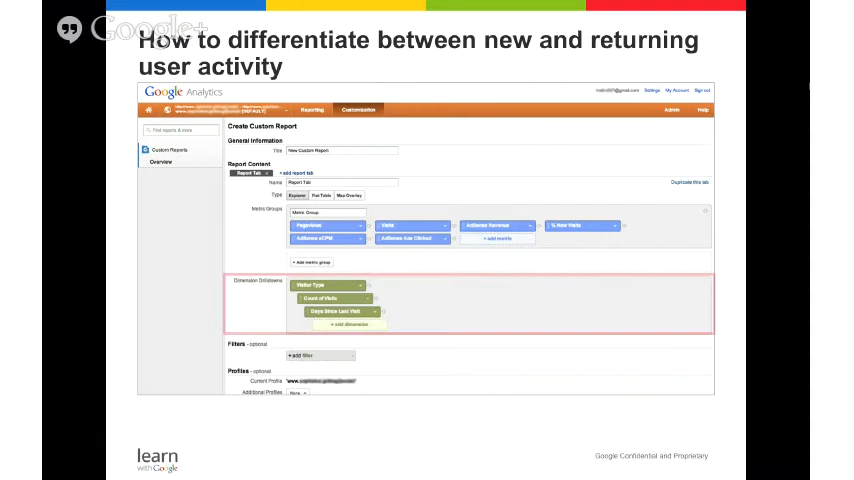 Google+
How to differentiate between new and returning
user activity
Google Analytics
Settings My Account Sign out
[DEFAULT] Reporting Customization Admin Help
Find reports & more
Create Custom Report
General Information
Title New Custom Report
Custom Reports
Overview
Report Content
Report Tab + add report tab
Name Report Tab Duplicate this tab
Type Explorer Flat Table Map Overlay
Metric Groups Metric Group
Pageviews Visits AdSense Revenue % New Visits
AdSense eCPM AdSense Ads Clicked + add metric
+ Add metric group
Dimension Drilldowns Visitor Type
Count of Visits
Days Since Last Visit
+ add dimension
Filters - optional
+ add filter
Profiles - optional
Current Profile
Additional Profiles None
learn
with Google
Google Confidential and Proprietary